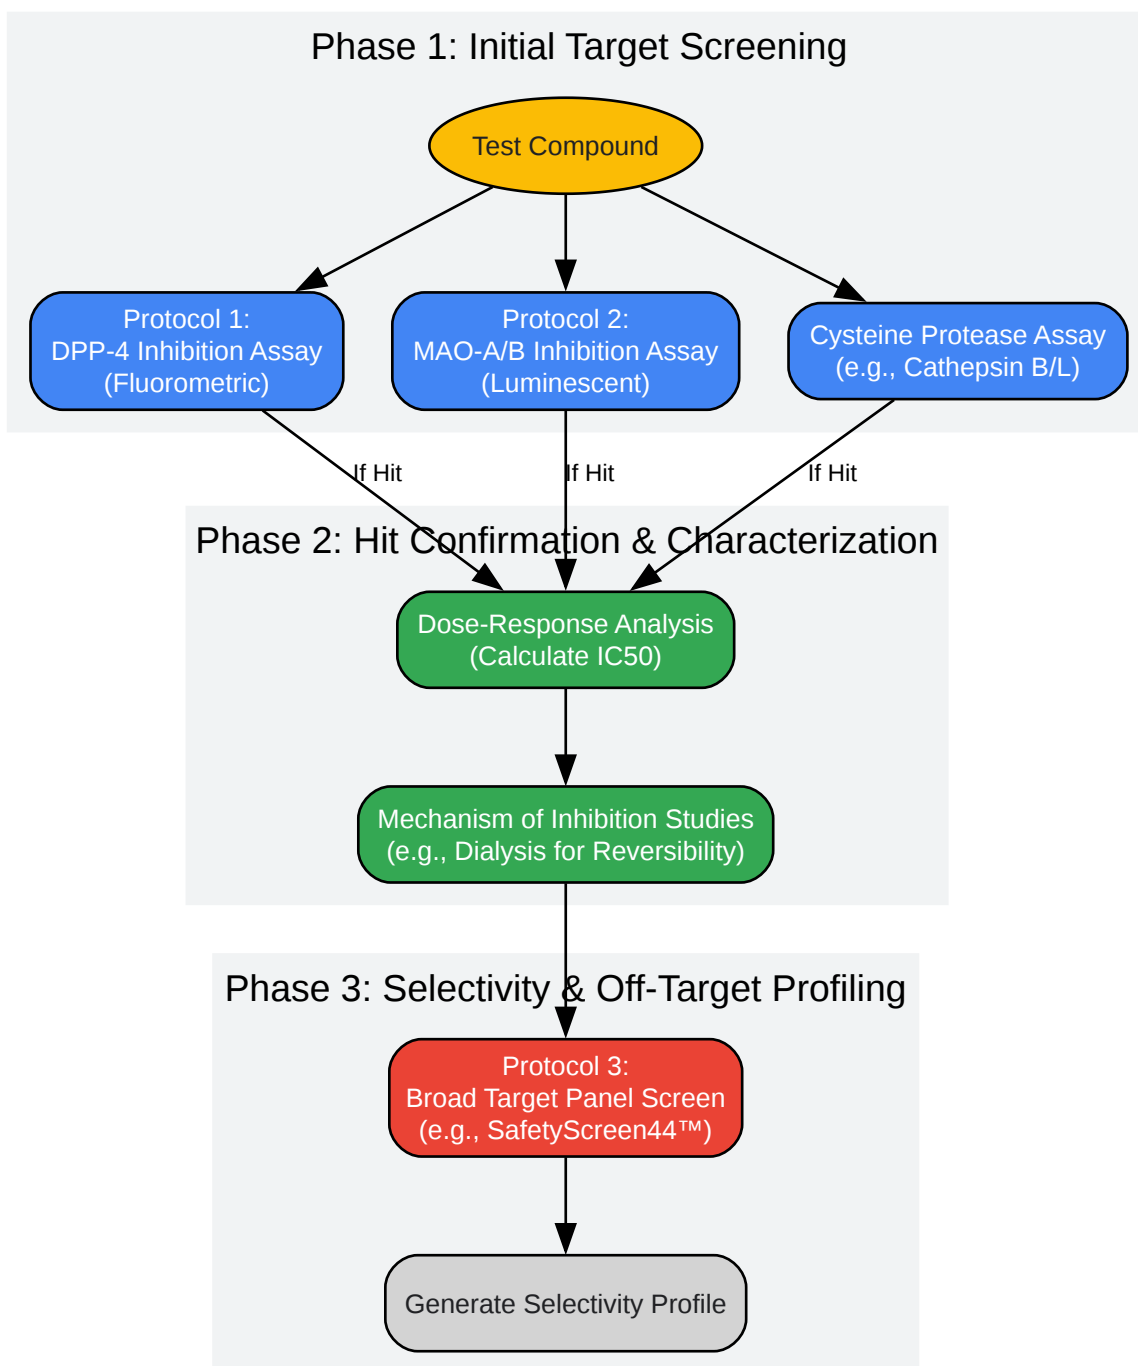 Phase 1: Initial Target Screening
Test Compound
Protocol 1:
DPP-4 Inhibition Assay
(Fluorometric)
Protocol 2:
MAO-A/B Inhibition Assay
(Luminescent)
Cysteine Protease Assay
(e.g., Cathepsin B/L)
If Hit
If Hit
If Hit
Phase 2: Hit Confirmation & Characterization
Dose-Response Analysis
(Calculate IC50)
Mechanism of Inhibition Studies
(e.g., Dialysis for Reversibility)
Phase 3: Selectivity & Off-Target Profiling
Protocol 3:
Broad Target Panel Screen
(e.g., SafetyScreen44™)
Generate Selectivity Profile